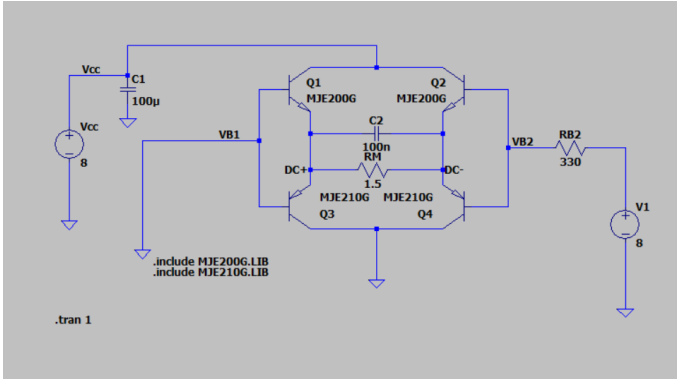 Vcc
C1
100µ
Vcc
8
VB1
Q1
MJE200G
Q2
MJE200G
C2
100n
RM
1.5
DC+
DC-
MJE210G
Q3
MJE210G
Q4
VB2
RB2
330
V1
8
.include MJE200G.LIB
.include MJE210G.LIB
.tran 1